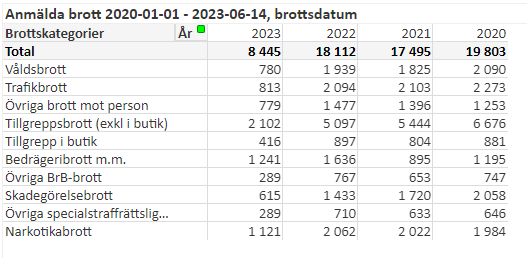 Anmälda brott 2020-01-01 - 2023-06-14, brottsdatum
Brottskategorier År 2023 2022 2021 2020
Total 8 445 18 112 17 495 19 803
Våldsbrott 780 1 939 1 825 2 090
Trafikbrott 813 2 094 2 103 2 273
Övriga brott mot person 779 1 477 1 396 1 253
Tillgreppsbrott (exkl i butik) 2 102 5 097 5 444 6 676
Tillgrepp i butik 416 897 804 881
Bedrägeribrott m.m. 1 241 1 636 895 1 195
Övriga BrB-brott 289 767 653 747
Skadegörelsebrott 615 1 433 1 720 2 058
Övriga specialstraffrättslig... 289 710 633 646
Narkotikabrott 1 121 2 062 2 022 1 984